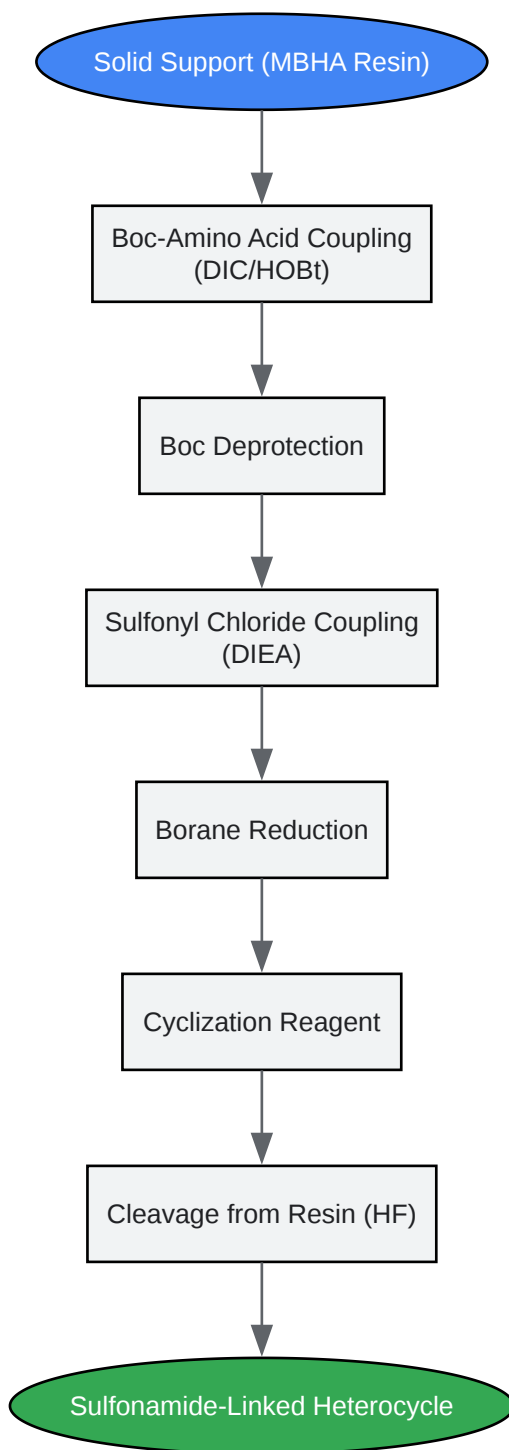 Solid Support (MBHA Resin)
Boc-Amino Acid Coupling
(DIC/HOBt)
Boc Deprotection
Sulfonyl Chloride Coupling
(DIEA)
Borane Reduction
Cyclization Reagent
Cleavage from Resin (HF)
Sulfonamide-Linked Heterocycle